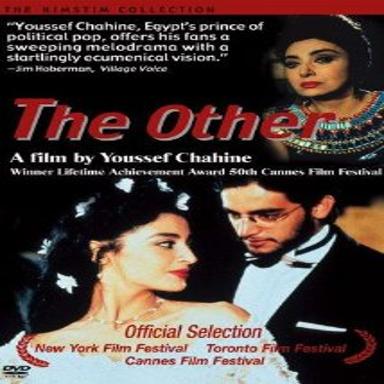 THE KIMSTIM COLLECTION
"Youssef Chahine, Egypt's prince of
political pop, offers his fans a
sweeping melodrama with a
startlingly ecumenical vision."
—Jim Hoberman, Village Voice
The Other
A film by Youssef Chahine
Winner Lifetime Achievement Award 50th Cannes Film Festival
Official Selection
New York Film Festival Toronto Film Festival
Cannes Film Festival
DVD